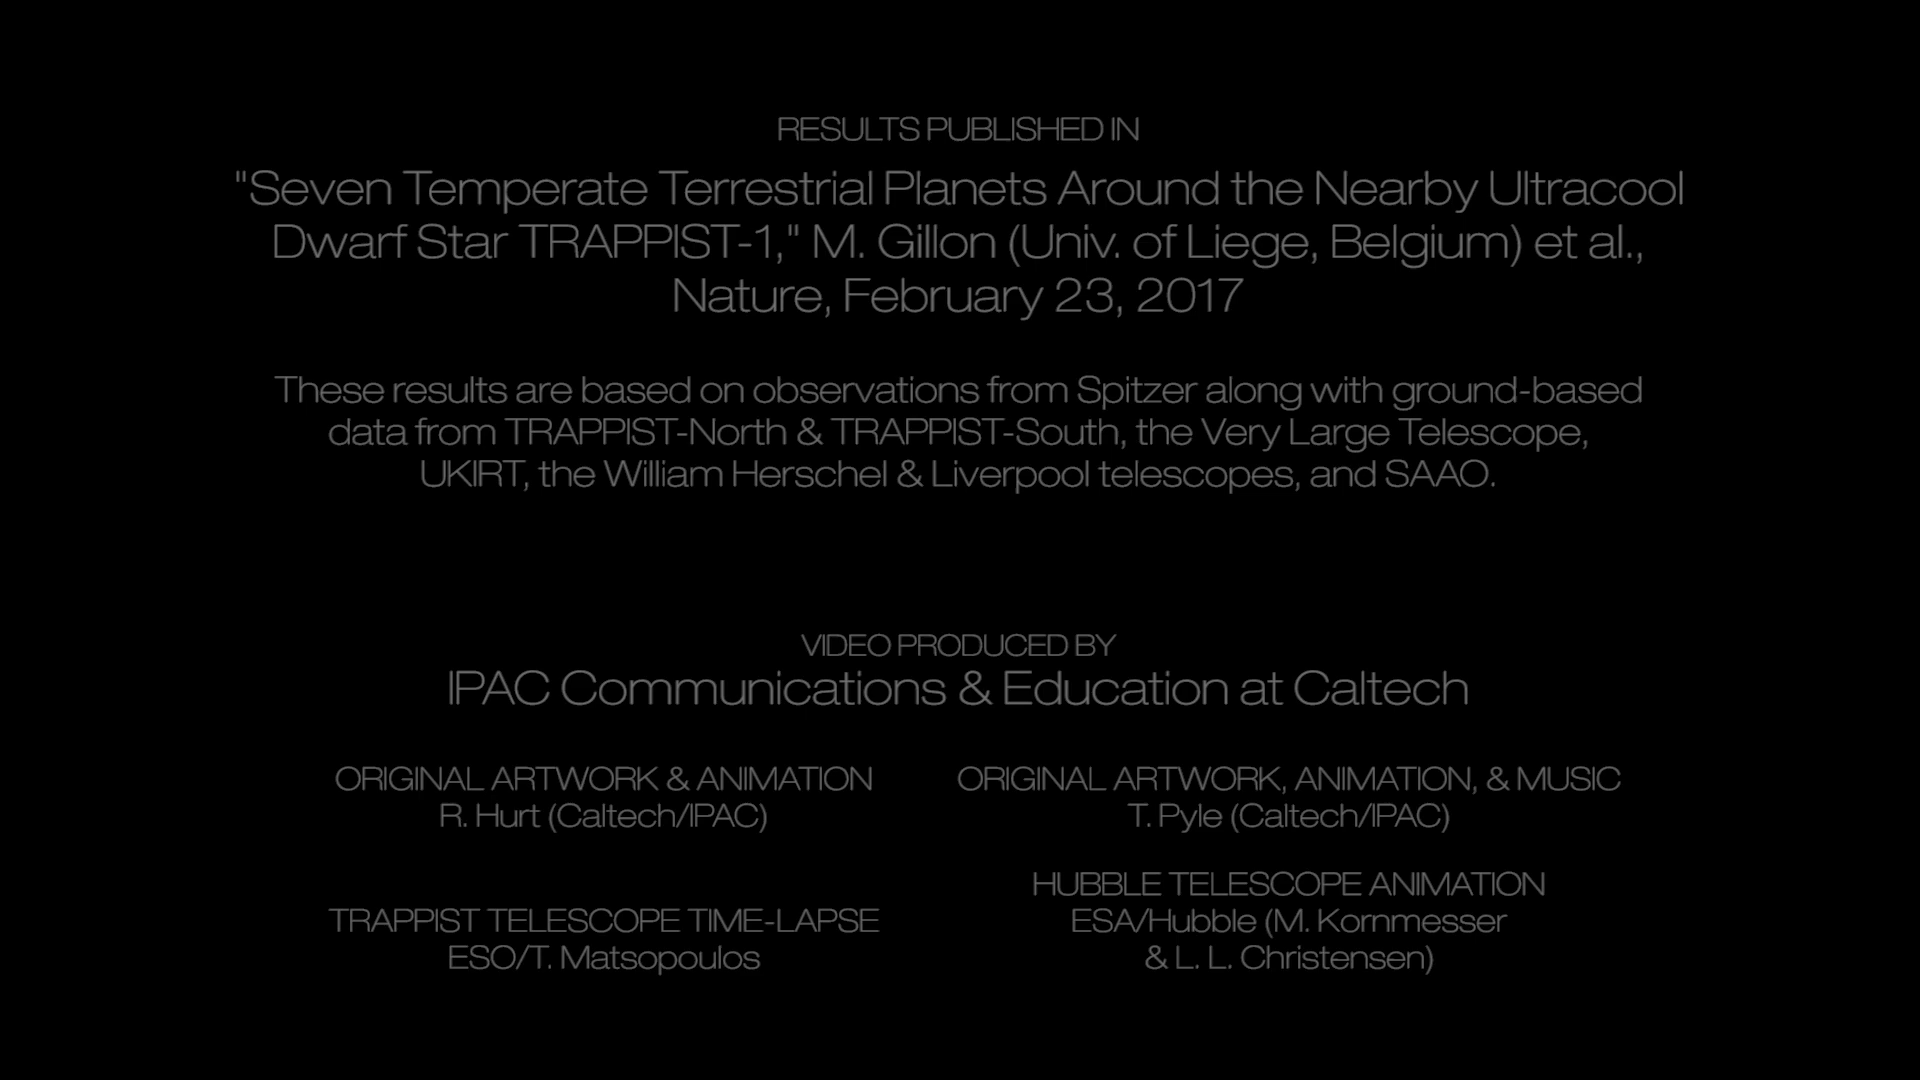 RESULTS PUBLISHED IN
"Seven Temperate Terrestrial Planets Around the Nearby Ultracool
Dwarf Star TRAPPIST-1," M. Gillon (Univ. of Liege, Belgium) et al.,
Nature, February 23, 2017
These results are based on observations from Spitzer along with ground-based
data from TRAPPIST-North & TRAPPIST-South, the Very Large Telescope,
UKIRT, the William Herschel & Liverpool telescopes, and SAAO.
VIDEO PRODUCED BY
IPAC Communications & Education at Caltech
ORIGINAL ARTWORK & ANIMATION
R. Hurt (Caltech/IPAC)
ORIGINAL ARTWORK, ANIMATION, & MUSIC
T. Pyle (Caltech/IPAC)
TRAPPIST TELESCOPE TIME-LAPSE
ESO/T. Matsopoulos
HUBBLE TELESCOPE ANIMATION
ESA/Hubble (M. Kornmesser
& L. L. Christensen)